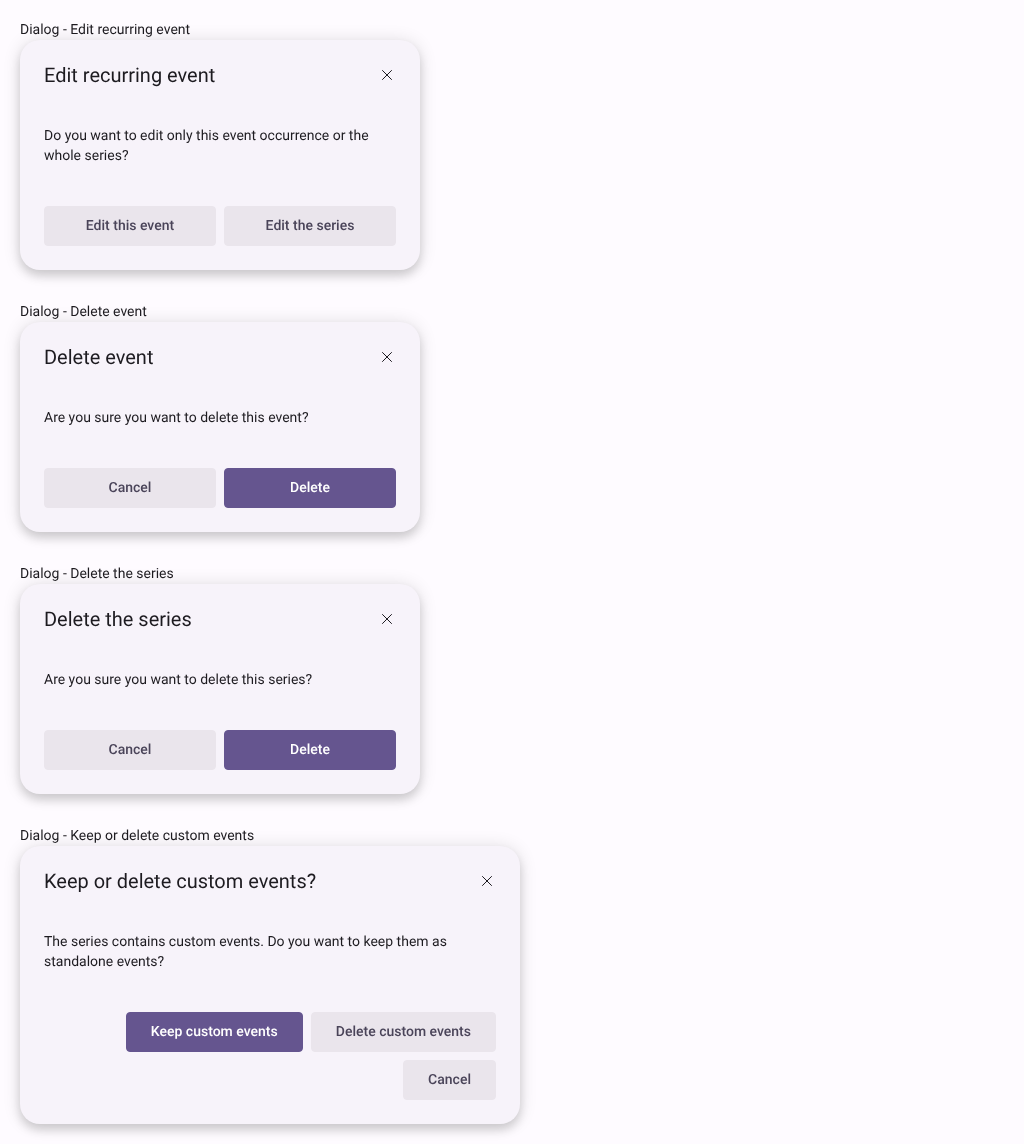 Dialog - Edit recurring event
Edit recurring event
Do you want to edit only this event occurrence or the
whole series?
Edit this event
Edit the series
Dialog - Delete event
Delete event
Are you sure you want to delete this event?
Cancel
Delete
Dialog - Delete the series
Delete the series
Are you sure you want to delete this series?
Cancel
Delete
Dialog - Keep or delete custom events
Keep or delete custom events?
The series contains custom events. Do you want to keep them as
standalone events?
Keep custom events
Delete custom events
Cancel